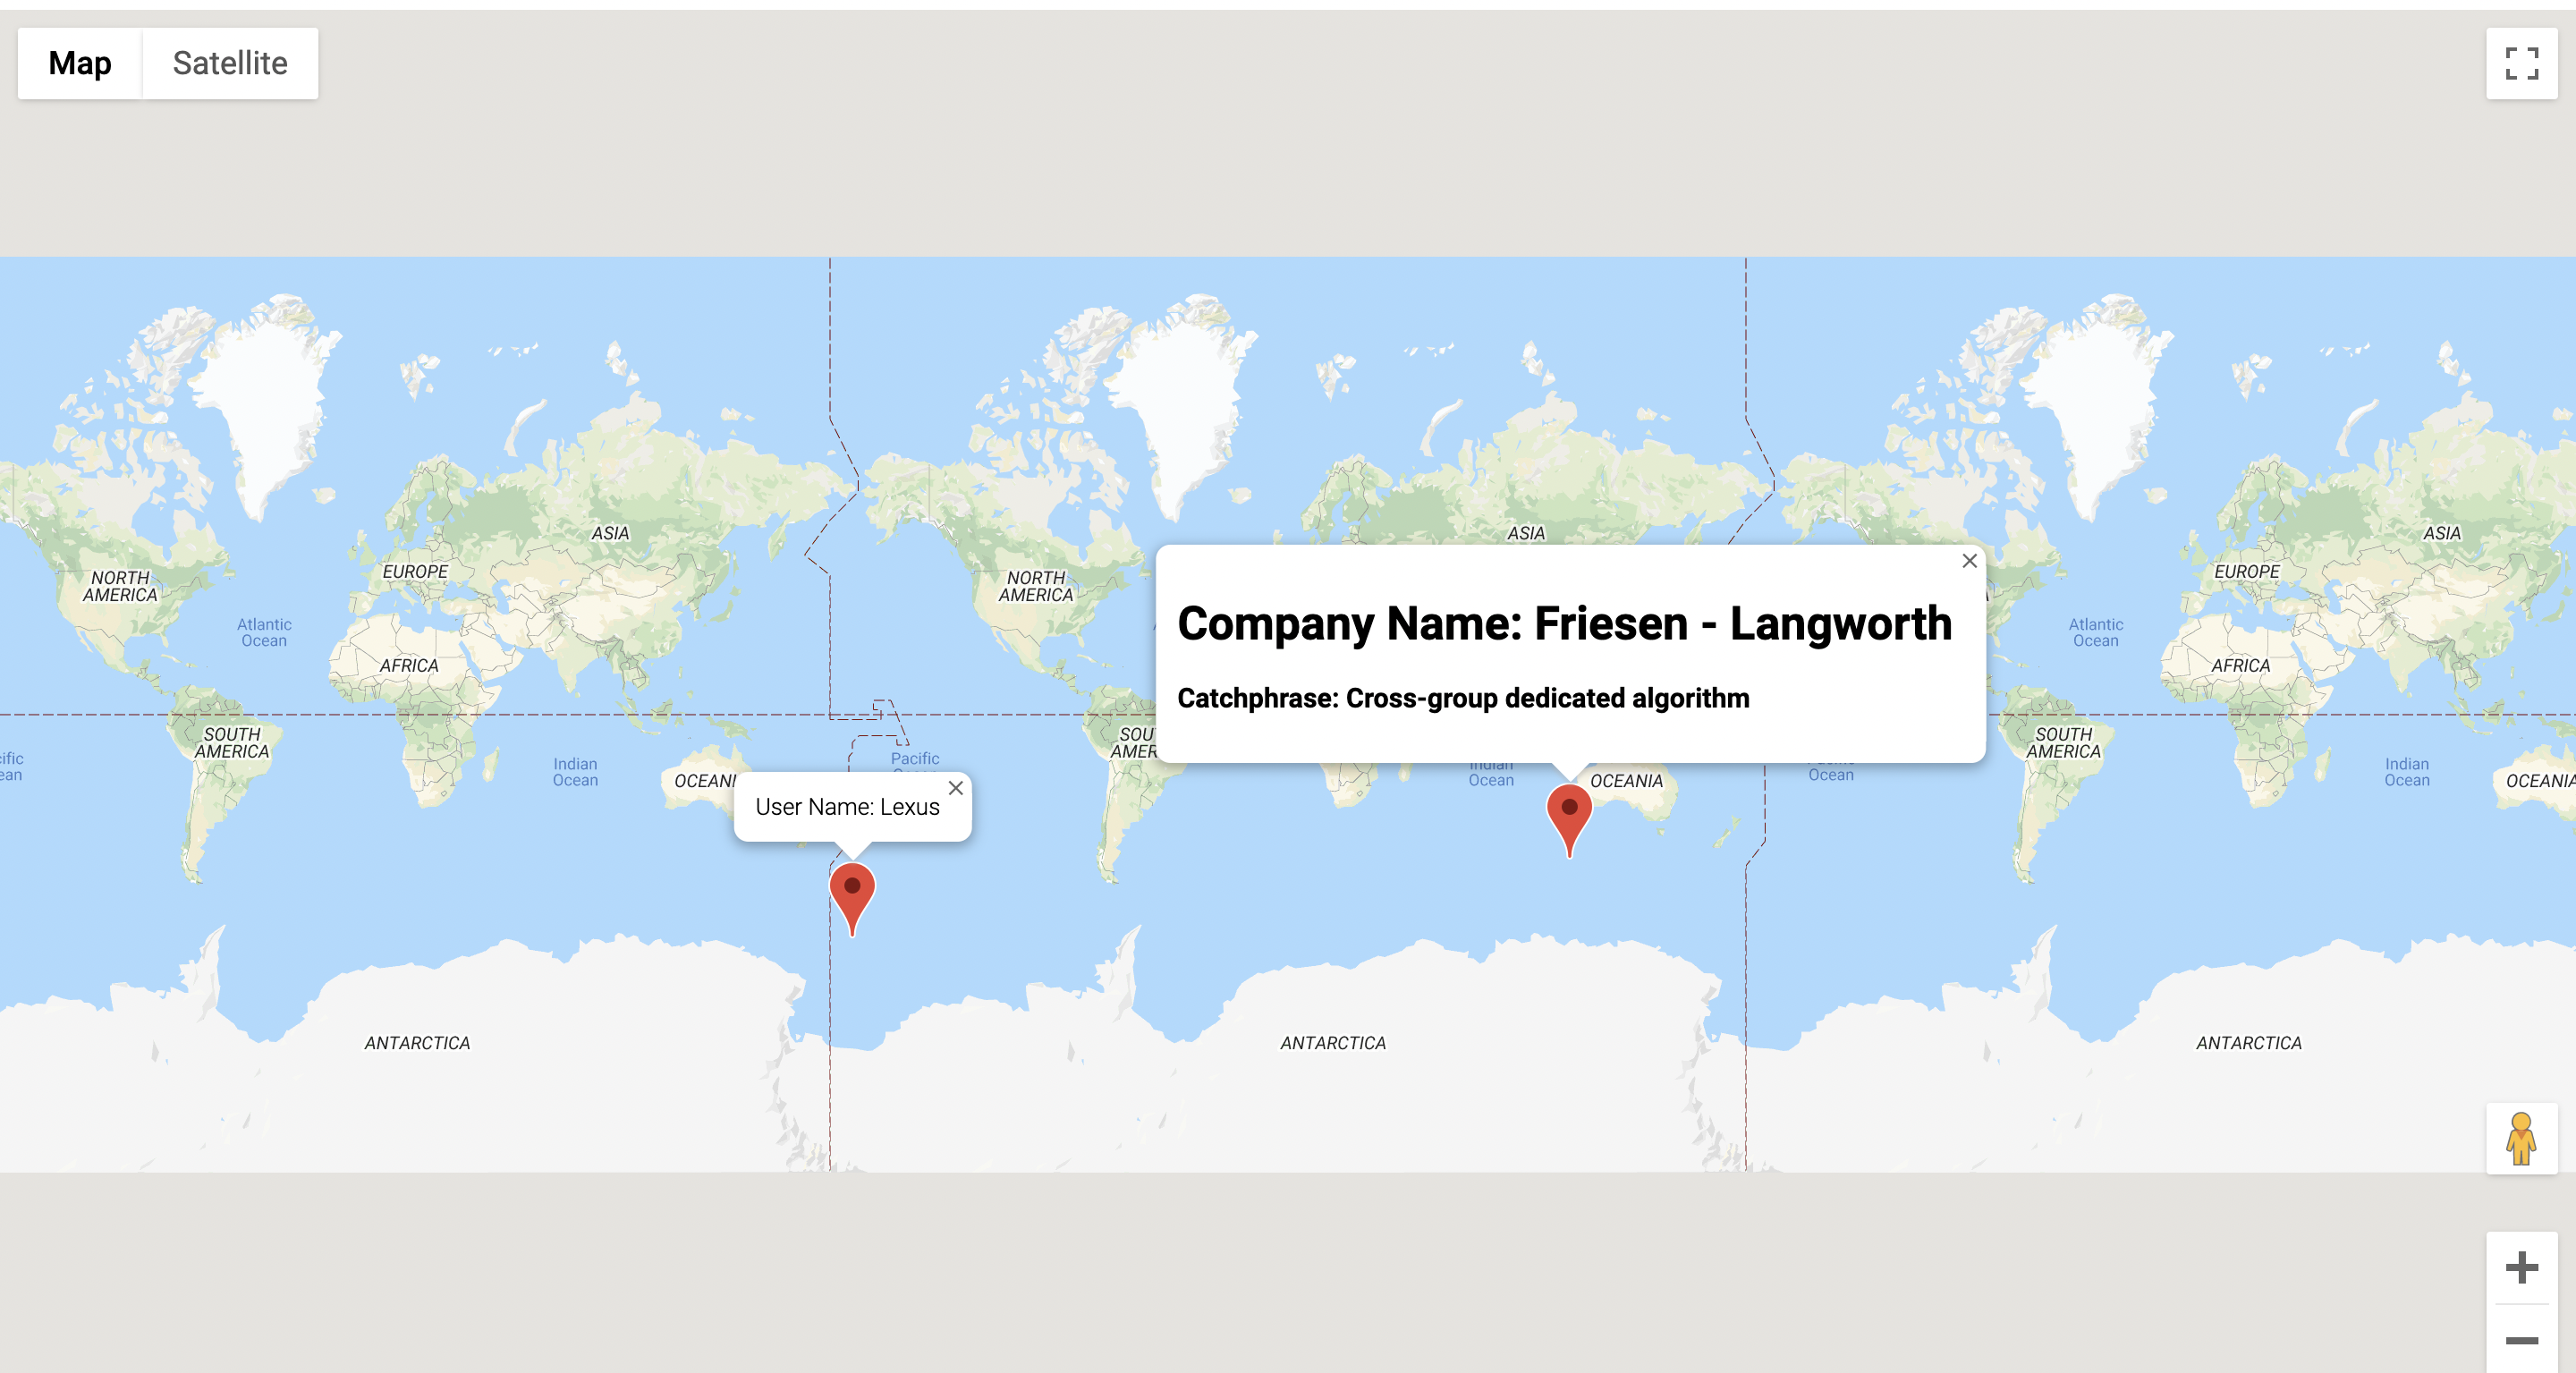 Map
Satellite
ASIA
ASIA
ASIA
EUROPE
EUROPE
NORTH
AMERICA
NORTH
AMERICA
Atlantic
Ocean
Atlantic
Ocean
Company Name: Friesen - Langworth
Catchphrase: Cross-group dedicated algorithm
AFRICA
AFRICA
SOUTH
AMERICA
SOU
AMER
SOUTH
AMERICA
ific
ean
Indian
Ocean
Pacific
Indian
Ocean
Ocean
Indian
Ocean
OCEANI
OCEANIA
OCEANIA
User Name: Lexus
ANTARCTICA
ANTARCTICA
ANTARCTICA